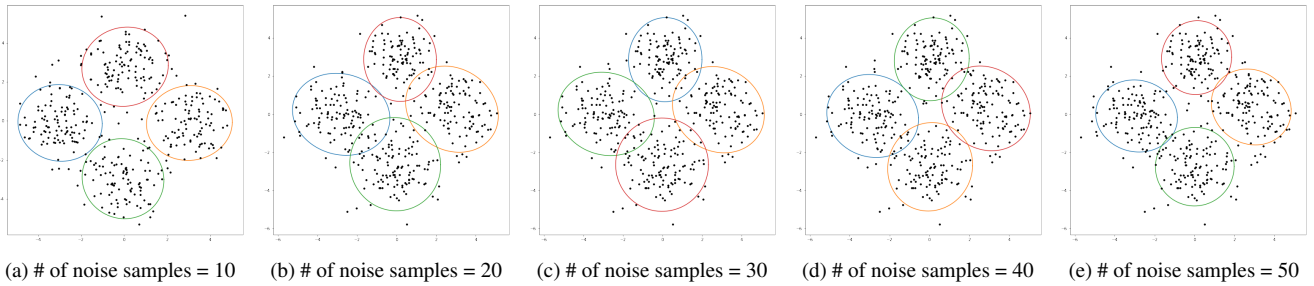 (a) # of noise samples = 10
(b) # of noise samples = 20
(c) # of noise samples = 30
(d) # of noise samples = 40
(e) # of noise samples = 50